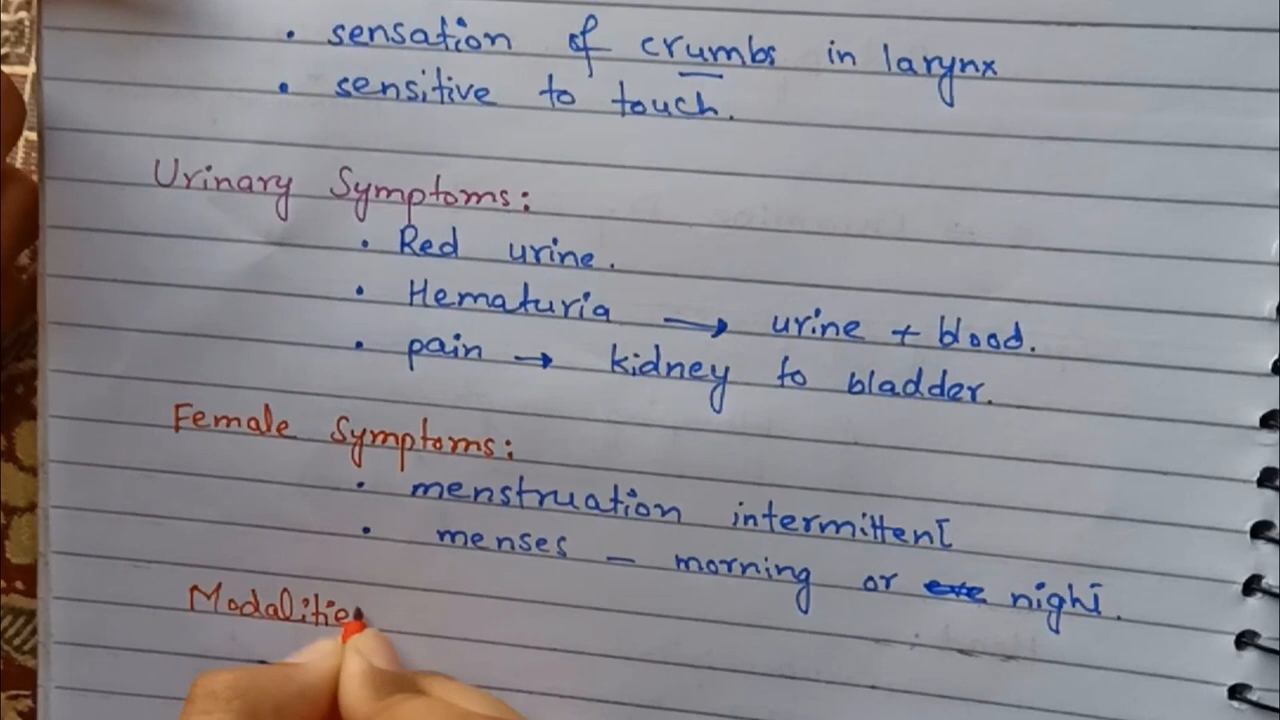 • sensation of crumbs in larynx
• sensitive to touch.
Urinary Symptoms:
• Red urine.
• Hematuria → urine + blood.
• pain → kidney to bladder.
Female Symptoms:
• menstruation intermittent
• menses – morning or night.
Modalitie